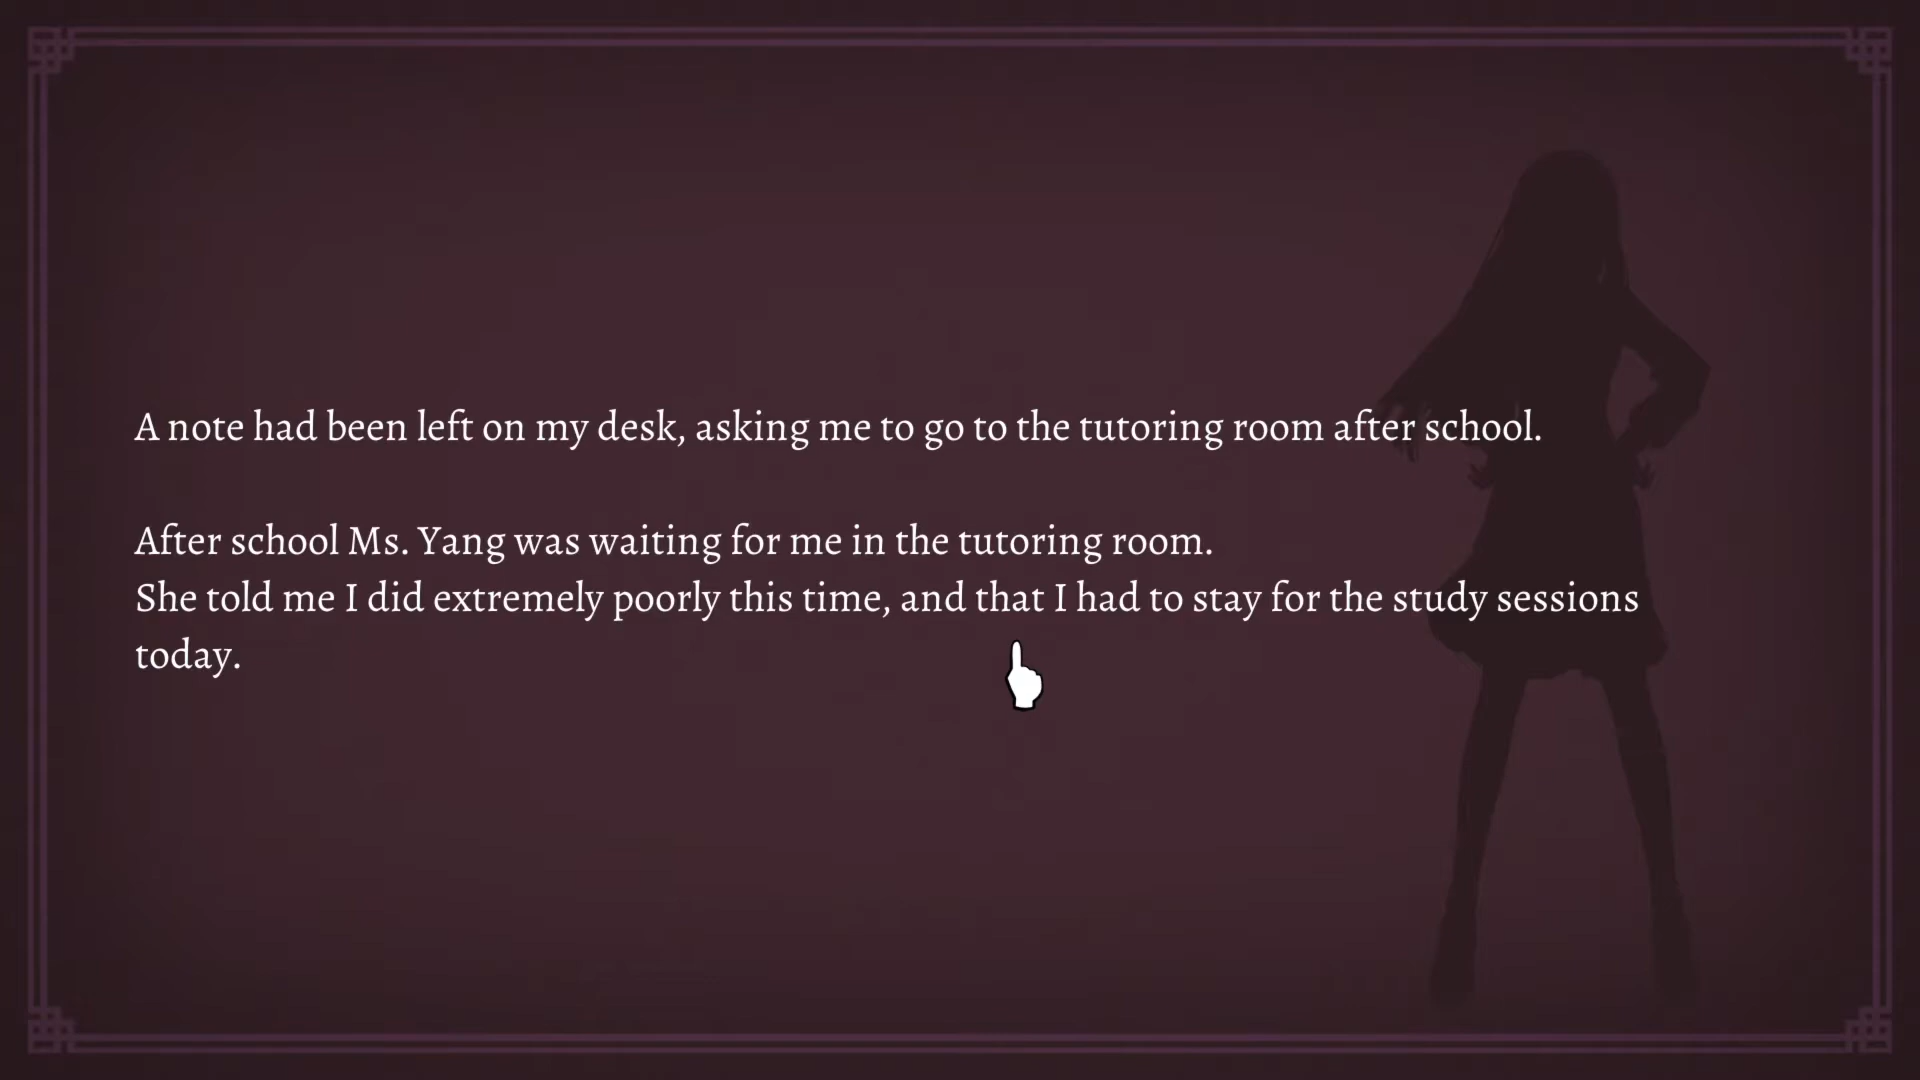 A note had been left on my desk, asking me to go to the tutoring room after school.
After school Ms. Yang was waiting for me in the tutoring room.
She told me I did extremely poorly this time, and that I had to stay for the study sessions
today.